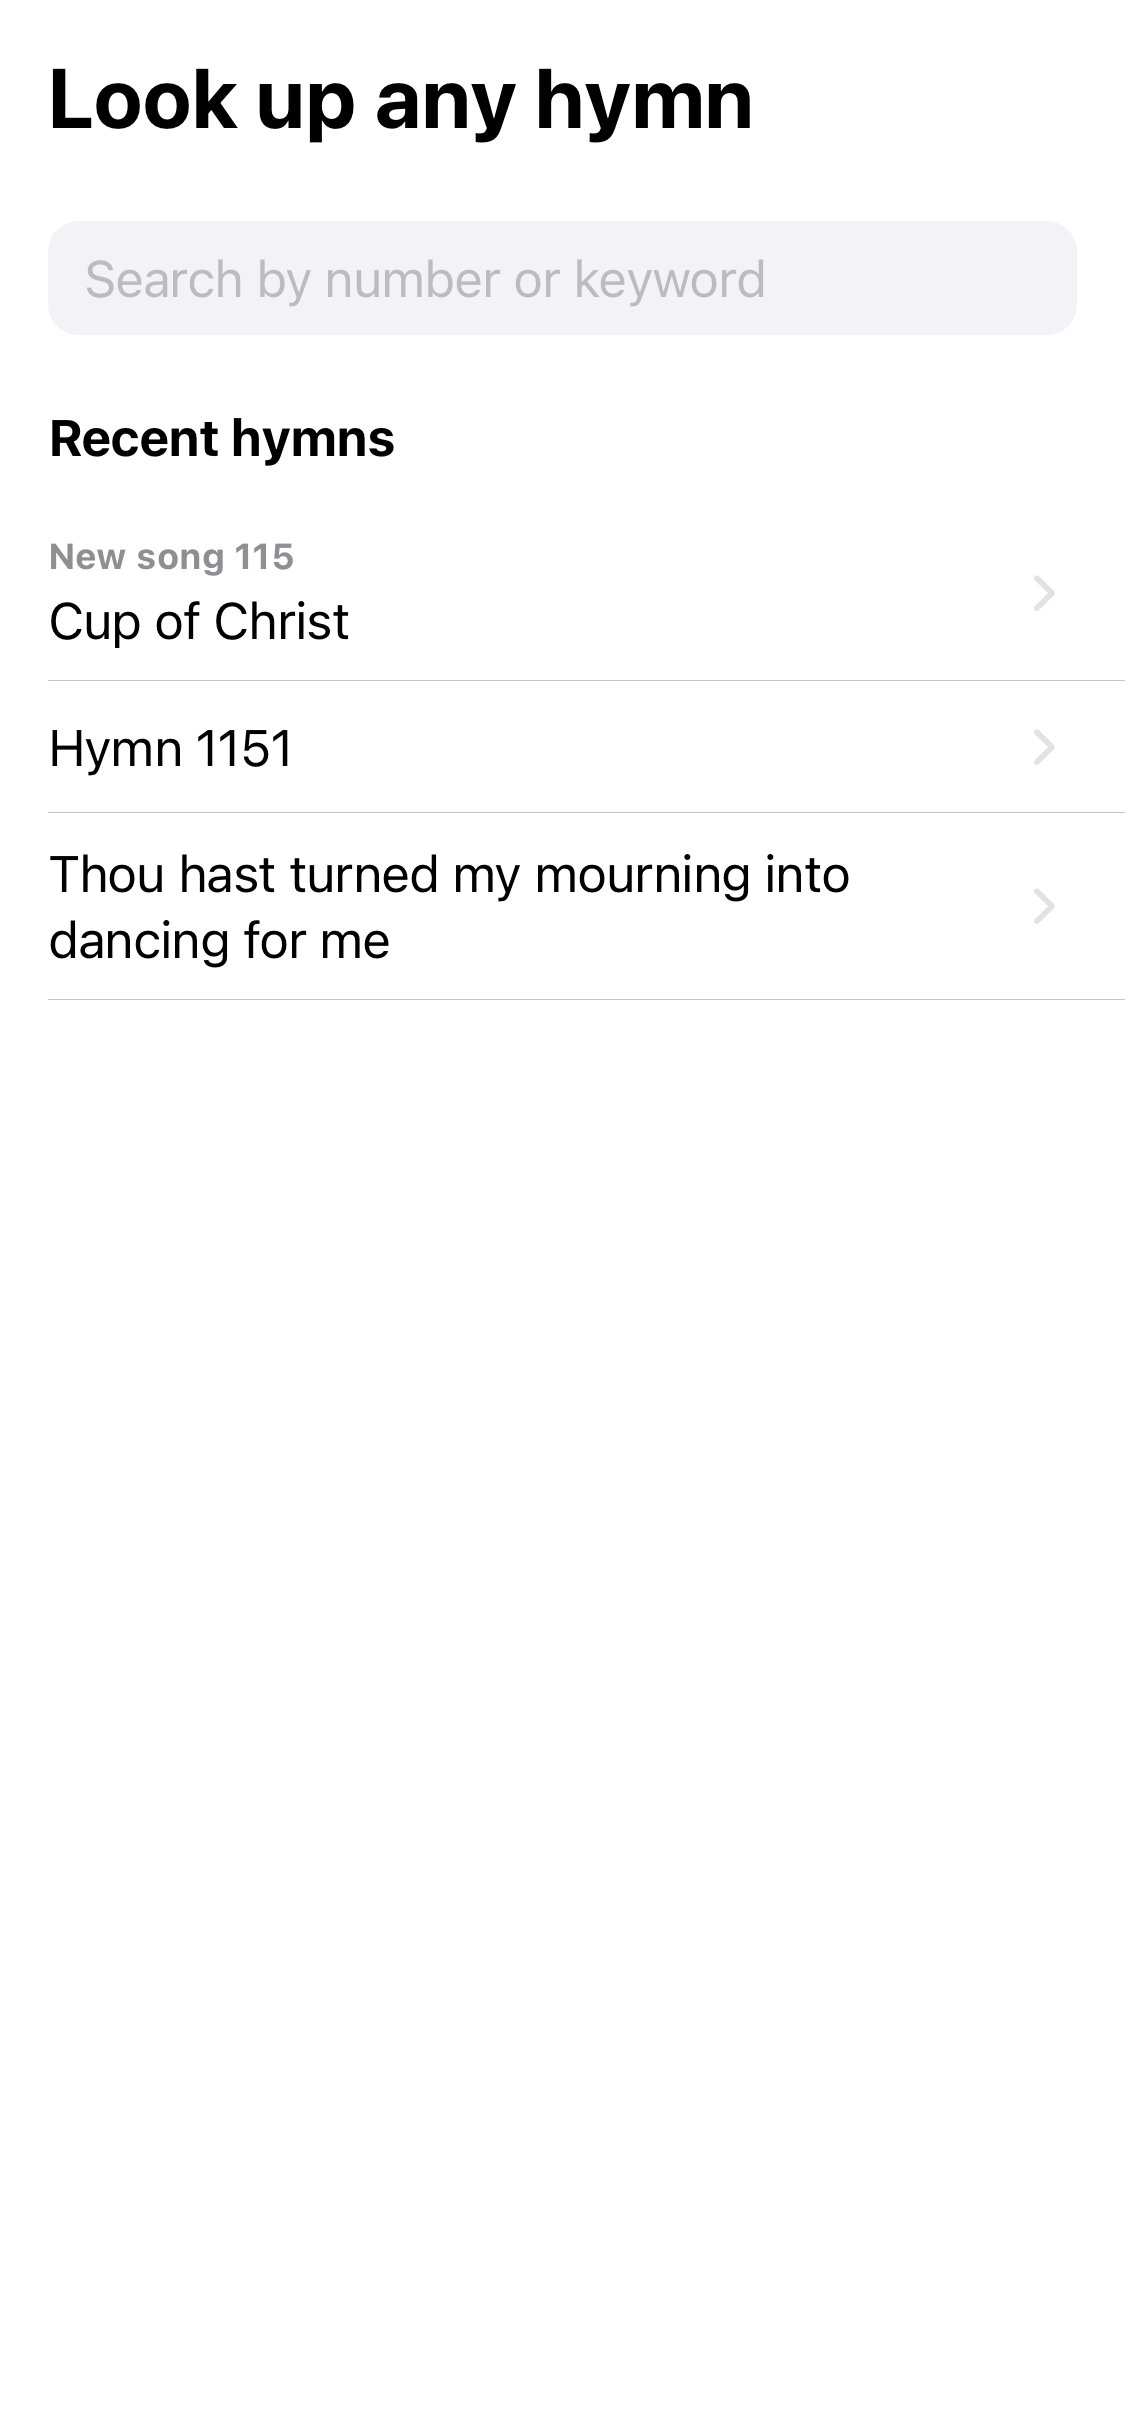 Look up any hymn
Search by number or keyword
Recent hymns
New song 115
Cup of Christ
Hymn 1151
Thou hast turned my mourning into
dancing for me